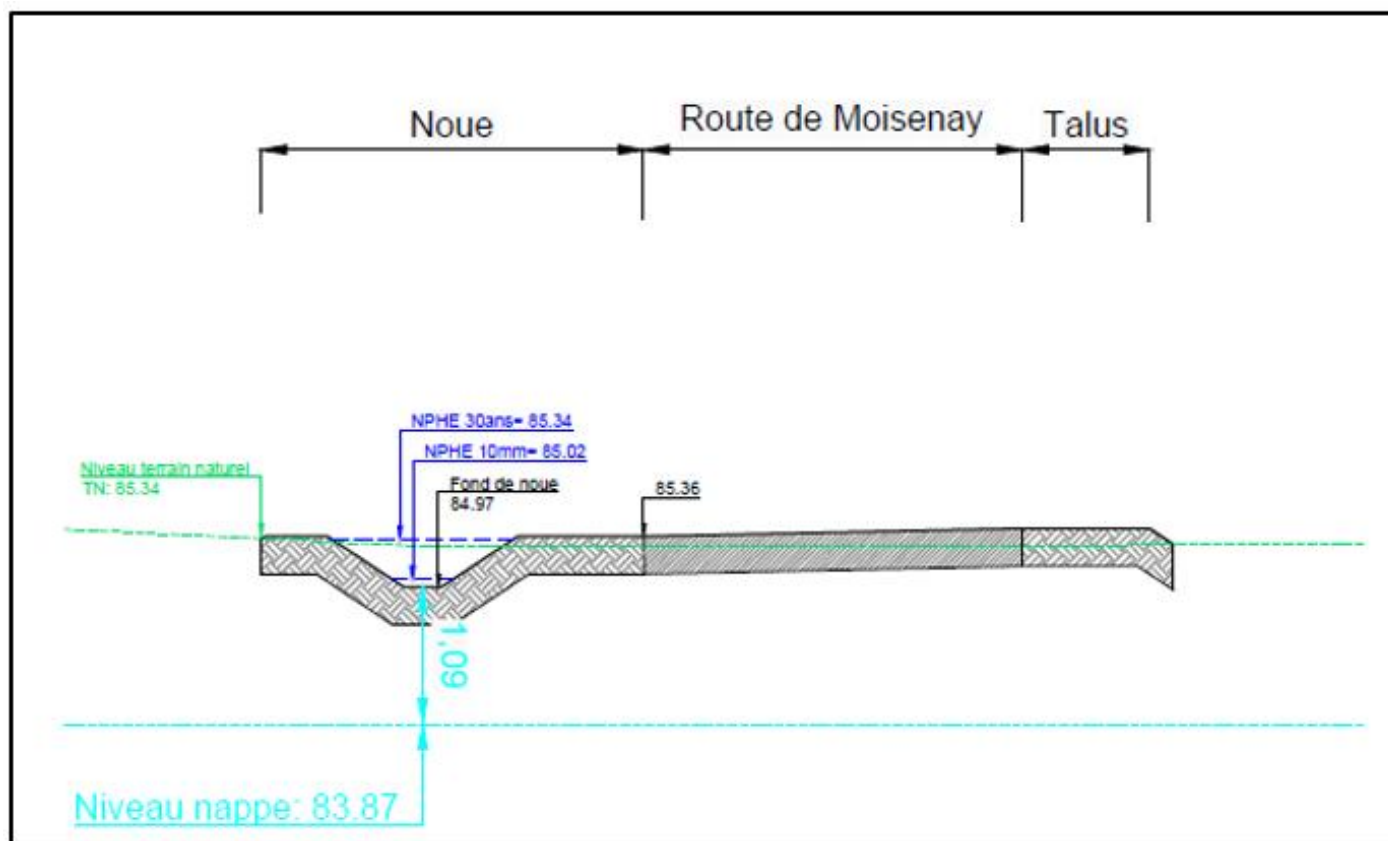 Noue
Route de Moisenay
Talus
NPHE 30ans= 85.34
NPHE 10mm= 85.02
Niveau terrain naturel
TN: 85.34
Fond de noue
84.97
85.36
1,09
Niveau nappe: 83.87